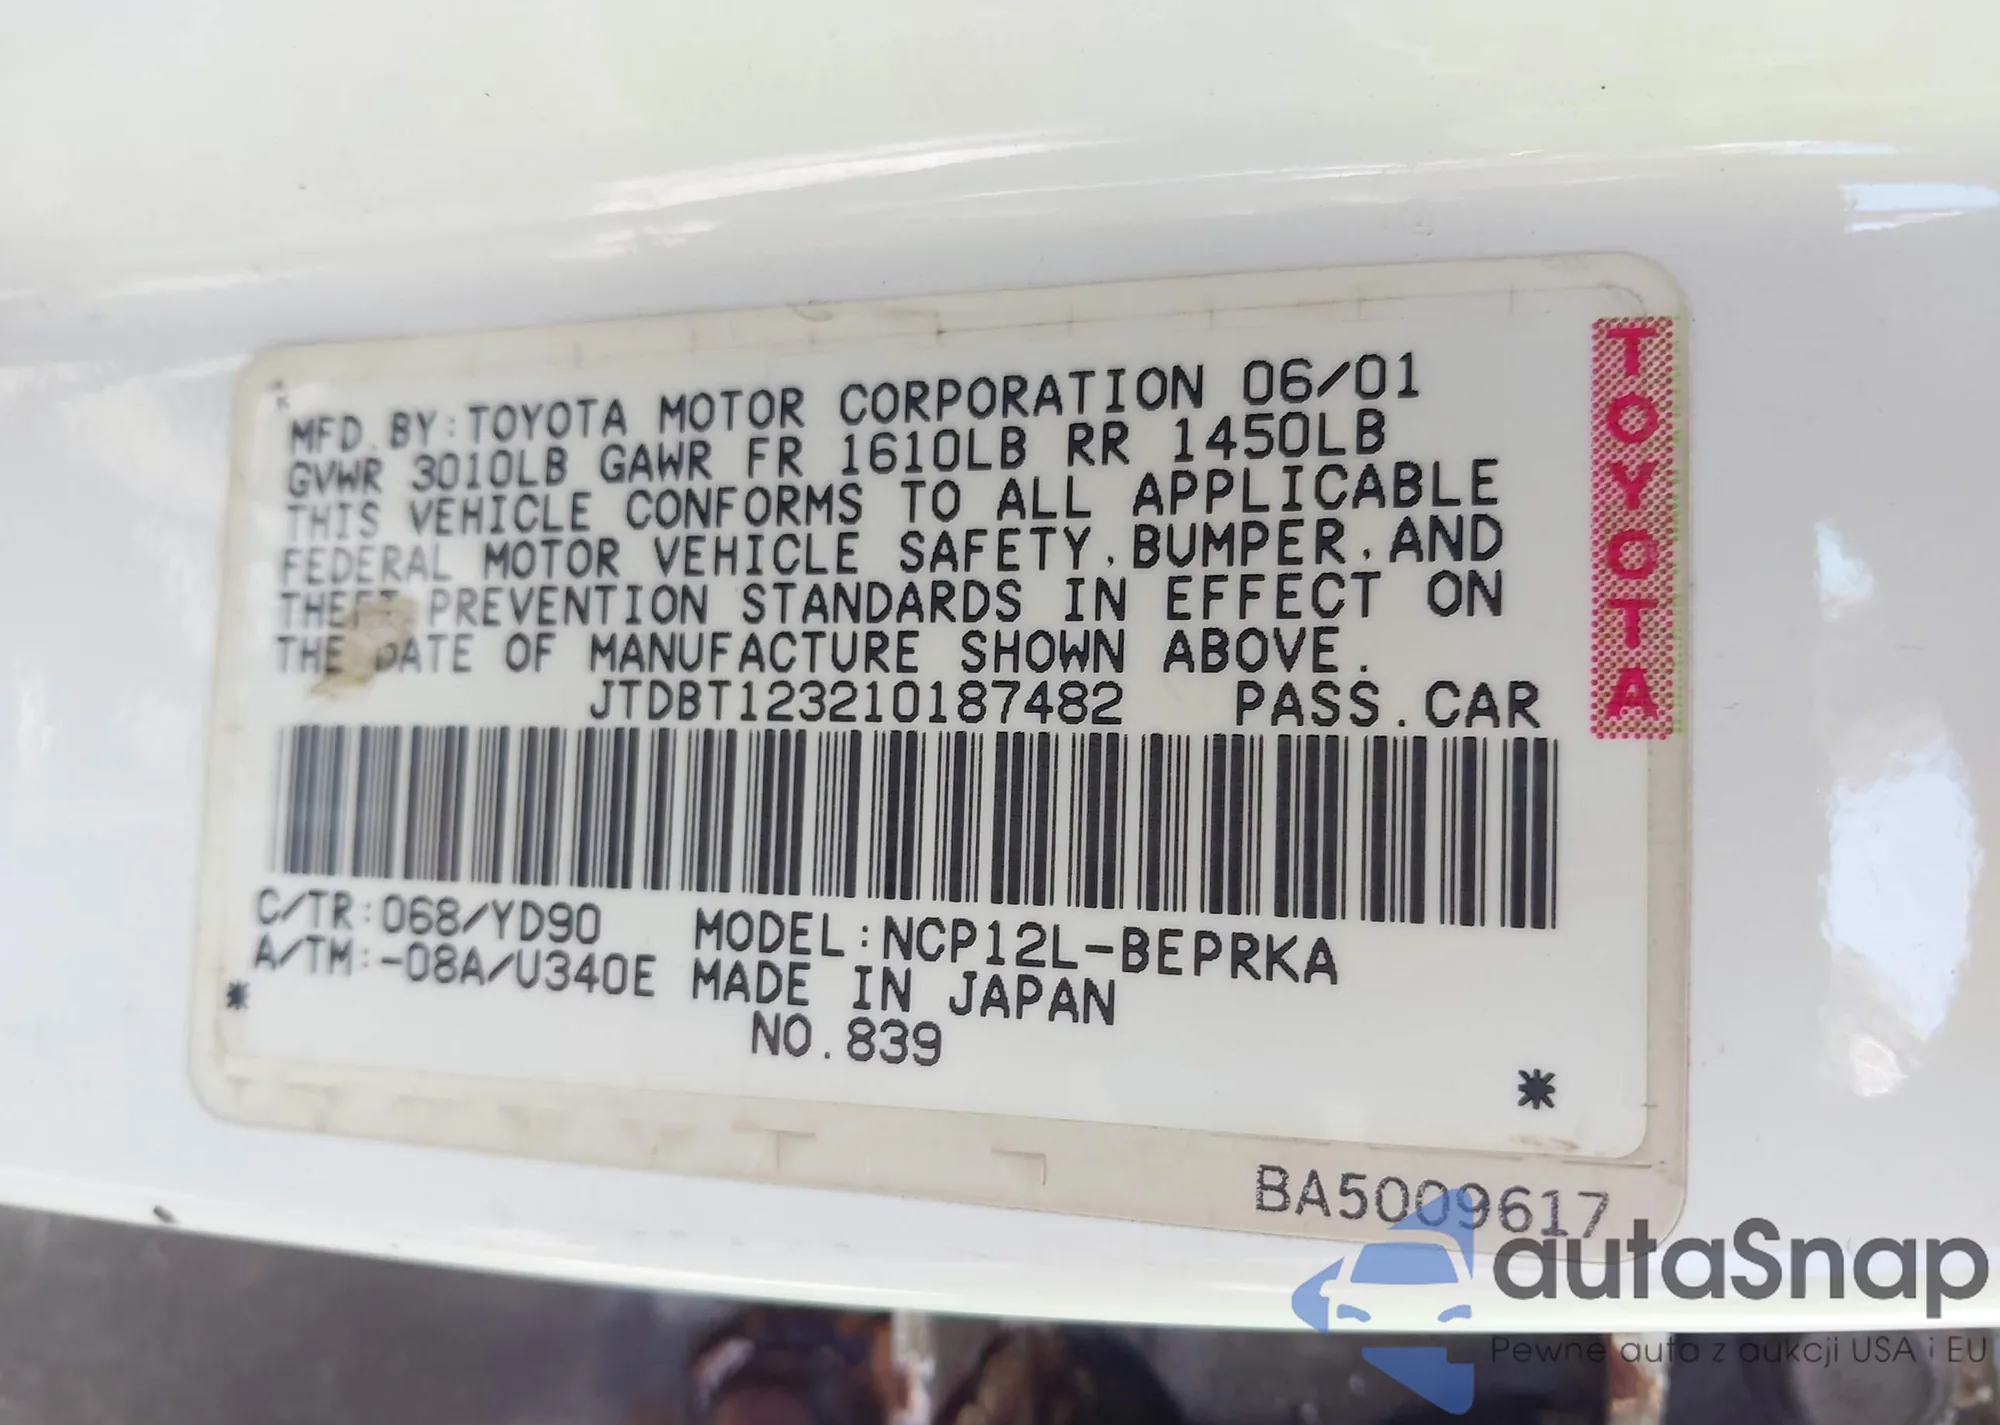 MFD.BY:TOYOTA MOTOR CORPORATION 06/01
GVWR 3010LB GAWR FR 1610LB RR 1450LB
THIS VEHICLE CONFORMS TO ALL APPLICABLE
FEDERAL MOTOR VEHICLE SAFETY,BUMPER,AND
THEFT PREVENTION STANDARDS IN EFFECT ON
THE DATE OF MANUFACTURE SHOWN ABOVE.
JTDBT123210187482 PASS.CAR
C/TR:068/YD90 MODEL:NCP12L-BEPRKA
A/TM:-08A/U340E MADE IN JAPAN
NO.839
* *
TOYOTA
BA5009617
autaSnap
Pewne auta z aukcji USA i EU